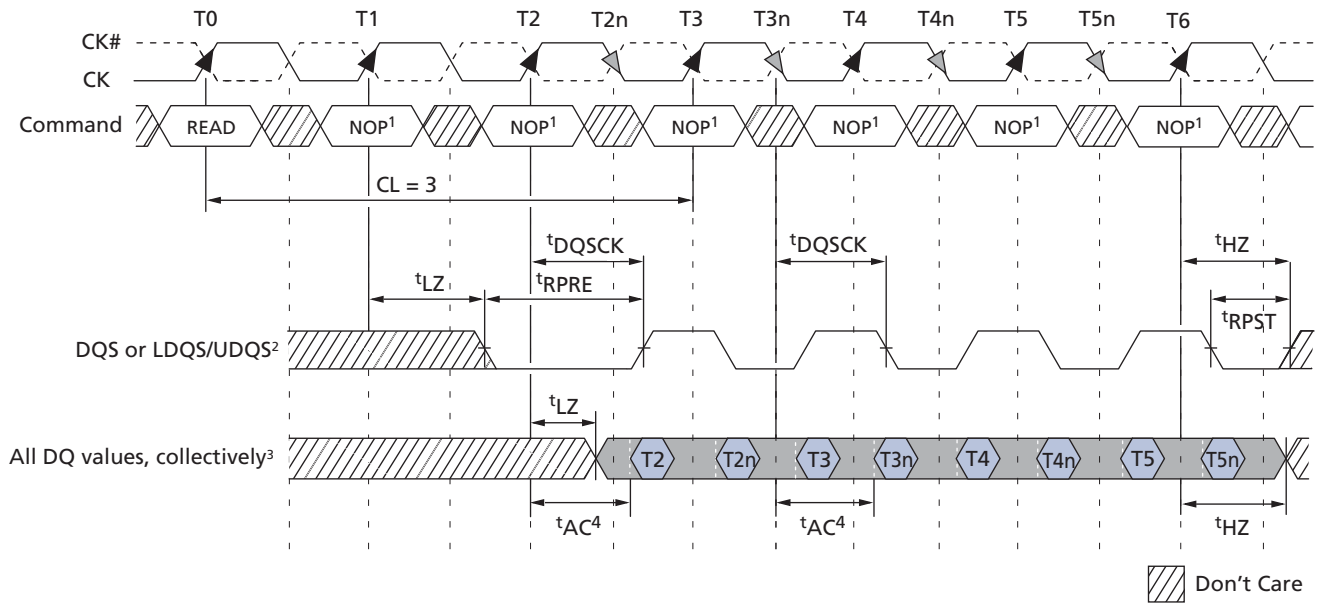 T0 T1 T2 T2n T3 T3n T4 T4n T5 T5n T6
CK#
CK
Command READ NOP¹ NOP¹ NOP¹ NOP¹ NOP¹ NOP¹
CL = 3
tDQSCK tDQSCK tHZ
tLZ tRPRE
tRPST
DQS or LDQS/UDQS²
tLZ
All DQ values, collectively³ T2 T2n T3 T3n T4 T4n T5 T5n
tAC⁴ tAC⁴ tHZ
Don't Care